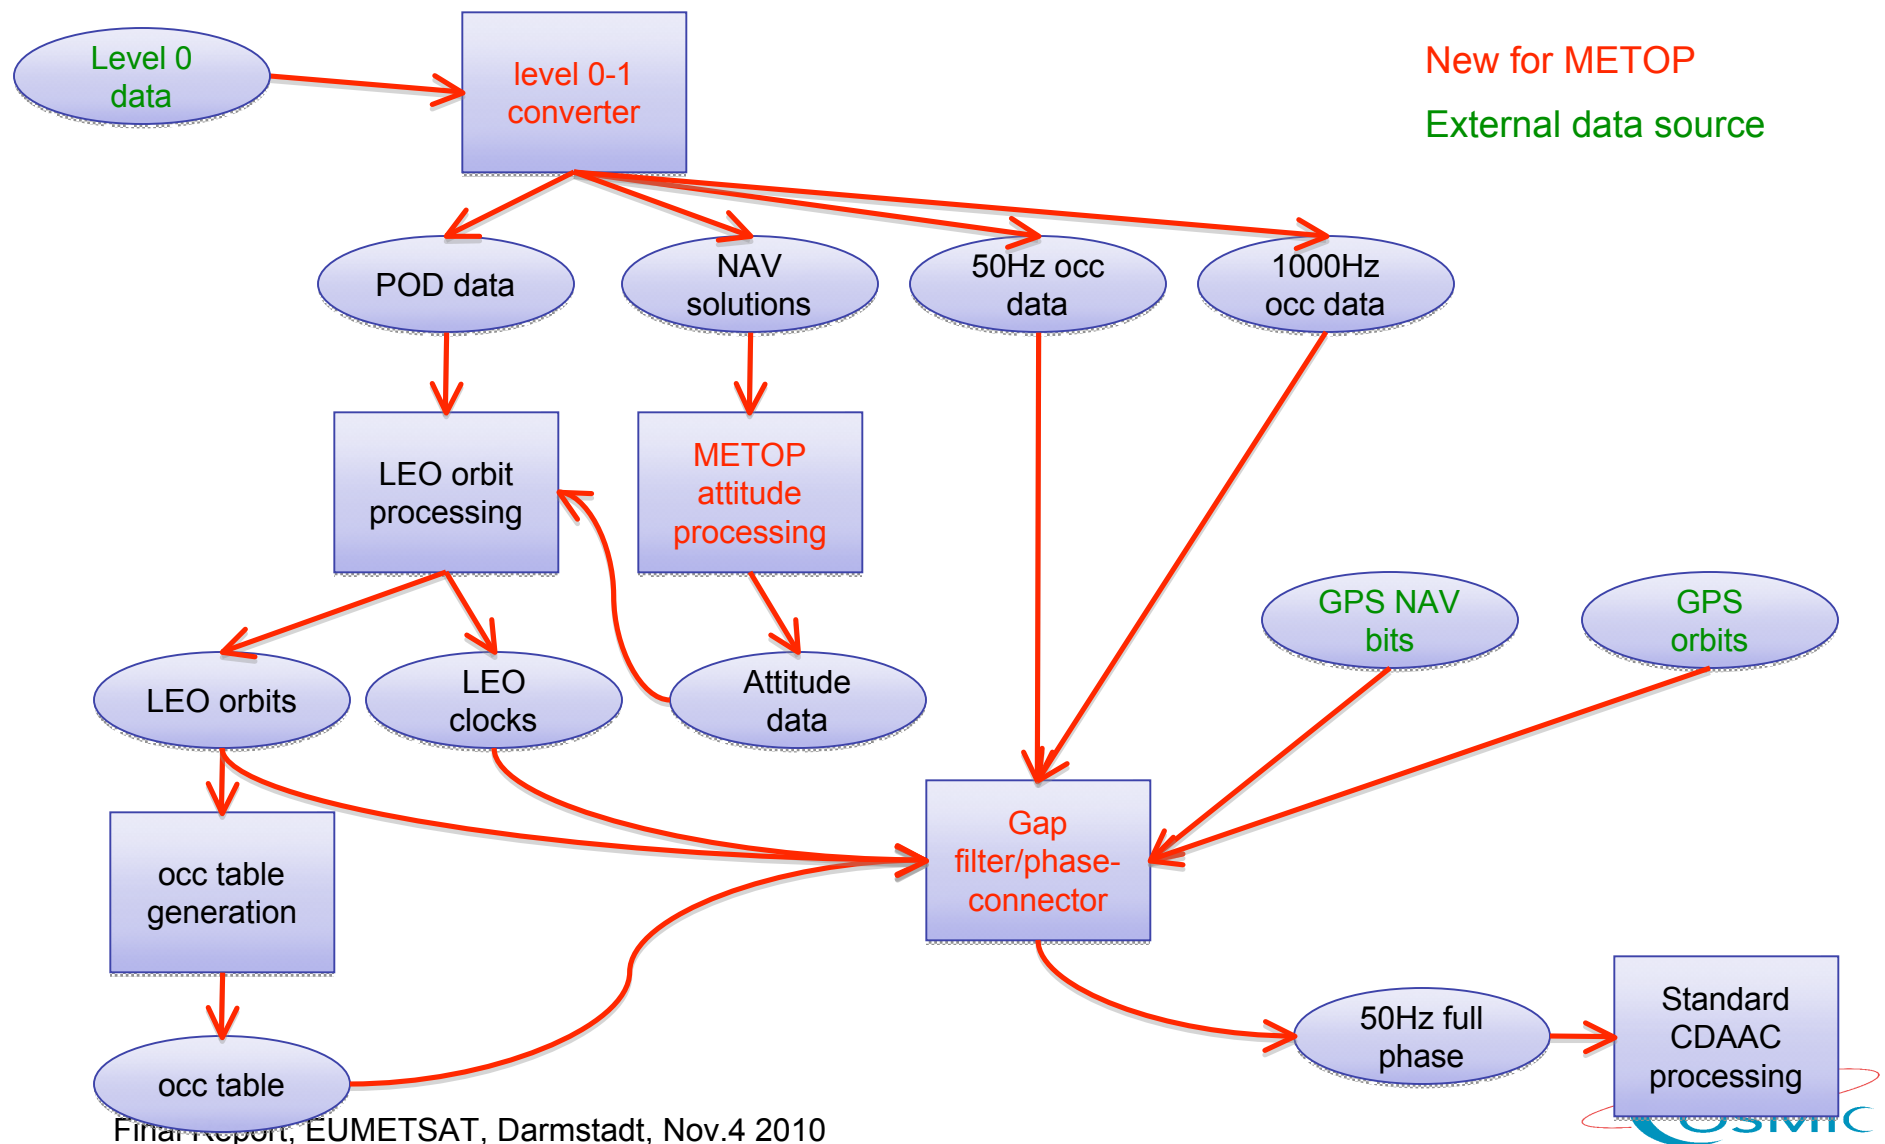 Level 0
data
level 0-1
converter
New for METOP
External data source
POD data
NAV
solutions
50Hz occ
data
1000Hz
occ data
LEO orbit
processing
METOP
attitude
processing
GPS NAV
bits
GPS
orbits
LEO orbits
LEO
clocks
Attitude
data
Gap
filter/phase-
connector
occ table
generation
50Hz full
phase
Standard
CDAAC
processing
occ table
Final Report, EUMETSAT, Darmstadt, Nov.4 2010
COSMIC